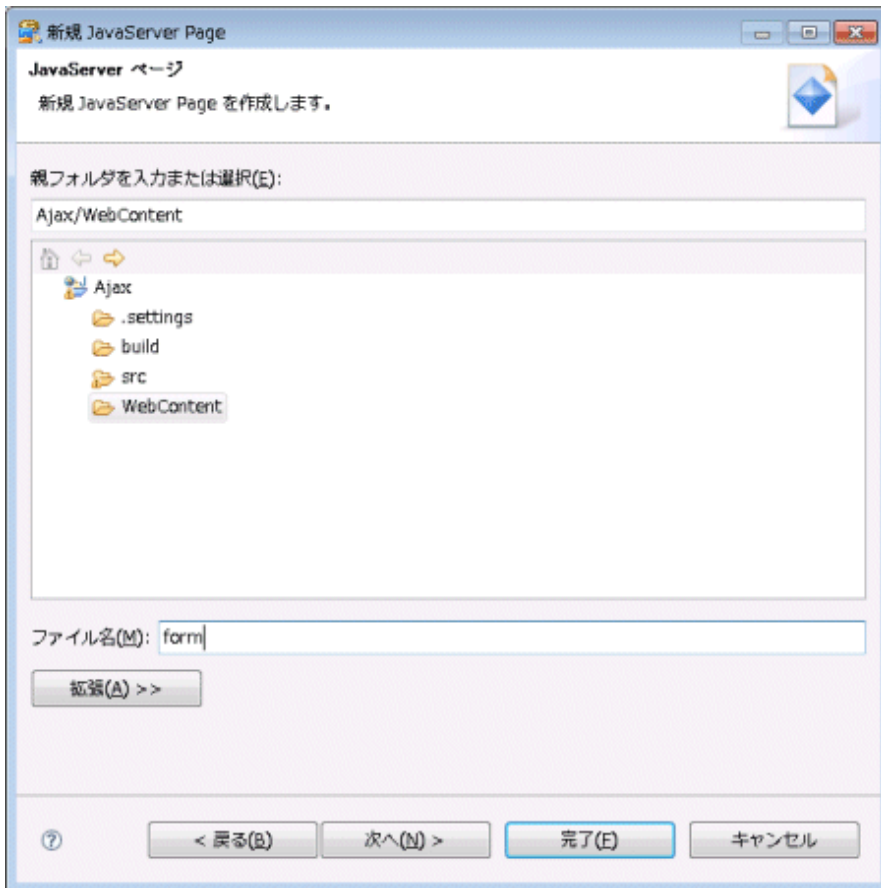 新規 JavaServer Page
JavaServer ページ
新規 JavaServer Page を作成します。
親フォルダを入力または選択(E):
Ajax/WebContent
Ajax
.settings
build
src
WebContent
ファイル名(M): form
拡張(A) >>
< 戻る(B) 次へ(N) > 完了(F) キャンセル